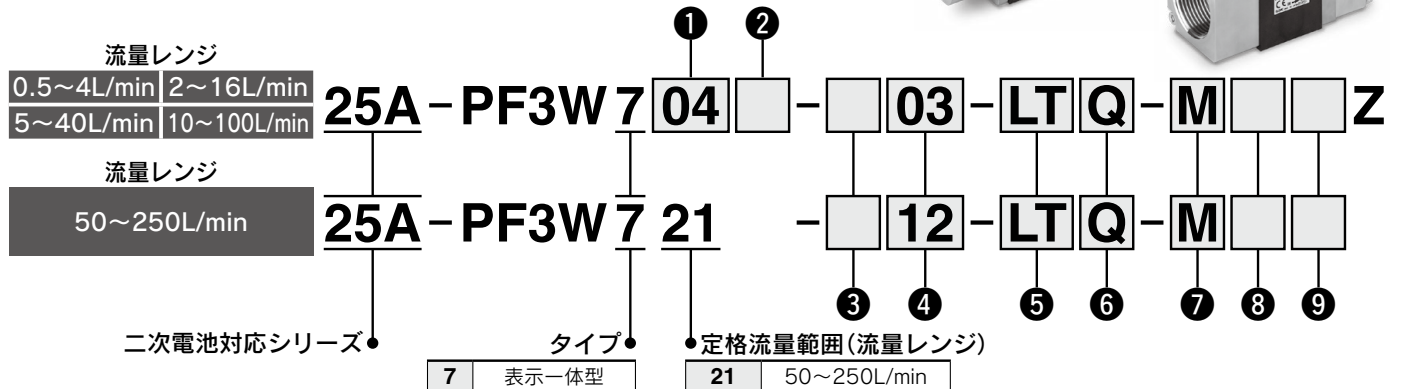 ❶ ❷
流量レンジ
0.5～4L/min 2～16L/min
5～40L/min 10～100L/min
25A-PF3W 7 04 - 03 - LT Q - M Z
流量レンジ
50～250L/min
25A-PF3W 7 21 - 12 - LT Q - M
❸ ❹ ❺ ❻ ❼ ❽ ❾
二次電池対応シリーズ● タイプ● ●定格流量範囲（流量レンジ）
7 表示一体型 21 50～250L/min